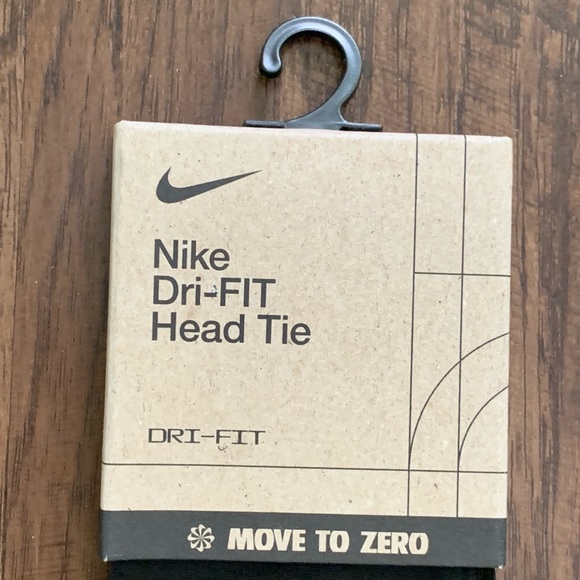 Nike
Dri-FIT
Head Tie
DRI-FIT
MOVE TO ZERO